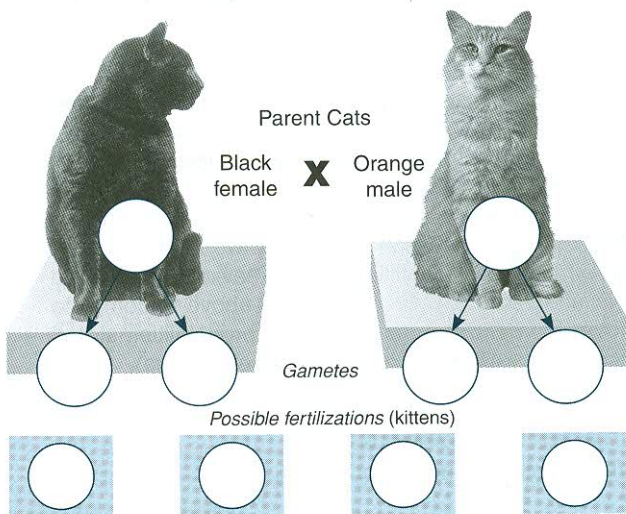 Parent Cats
Black female X Orange male
Gametes
Possible fertilizations (kittens)